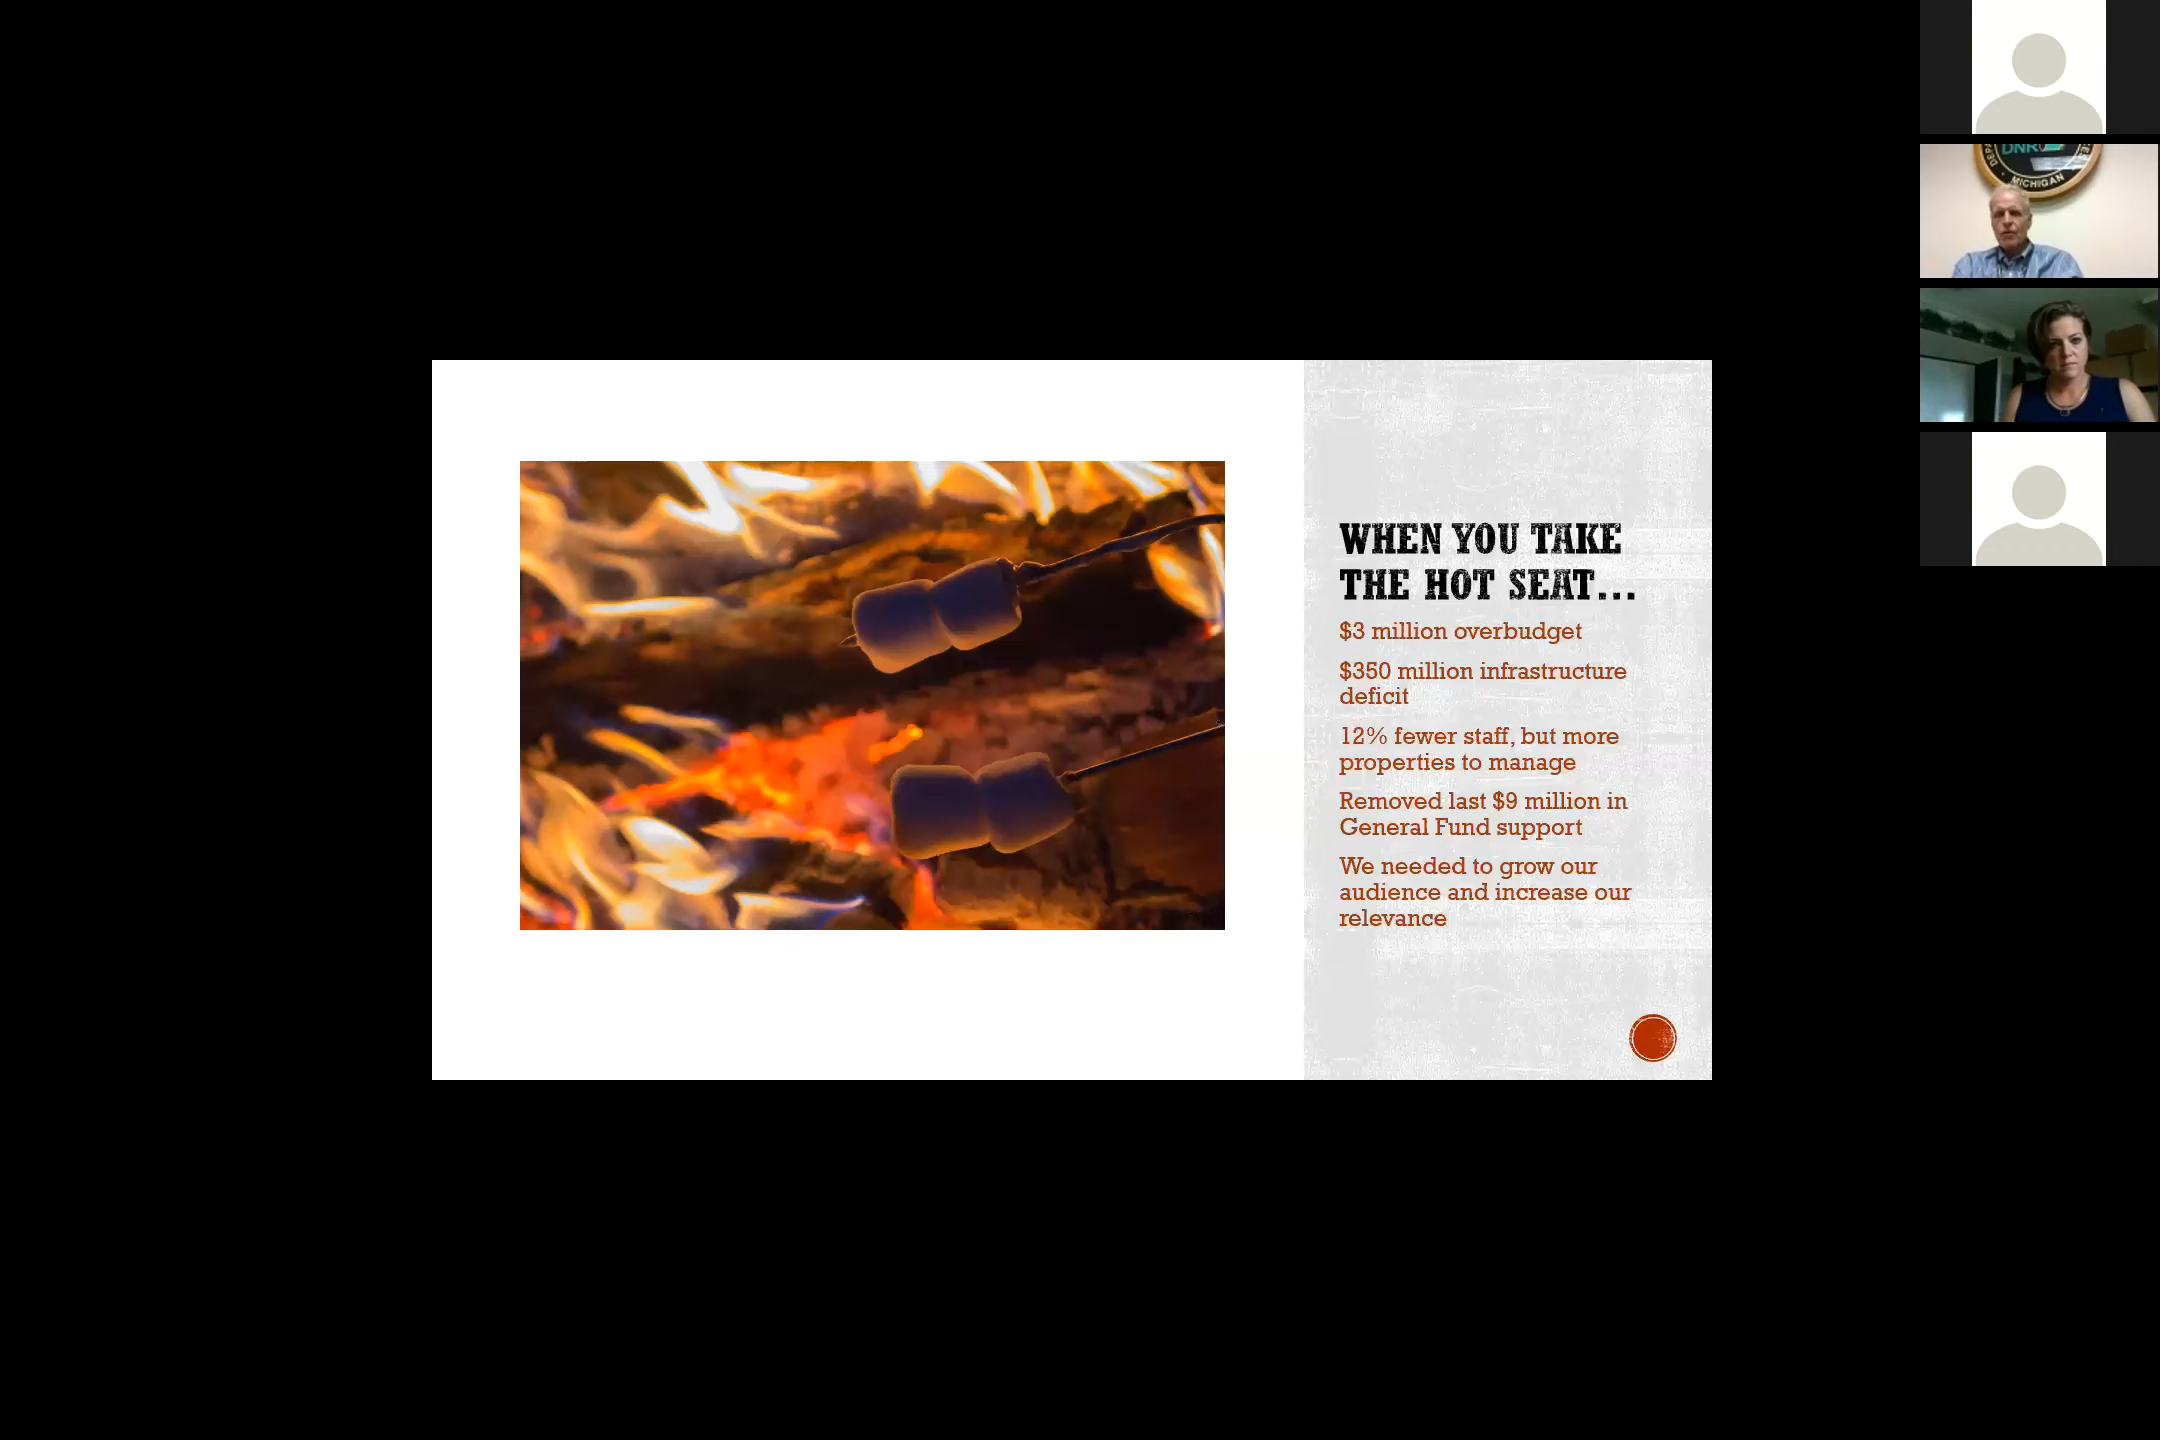 WHEN YOU TAKE
THE HOT SEAT...
$3 million overbudget
$350 million infrastructure
deficit
12% fewer staff, but more
properties to manage
Removed last $9 million in
General Fund support
We needed to grow our
audience and increase our
relevance
DNR
MICHIGAN